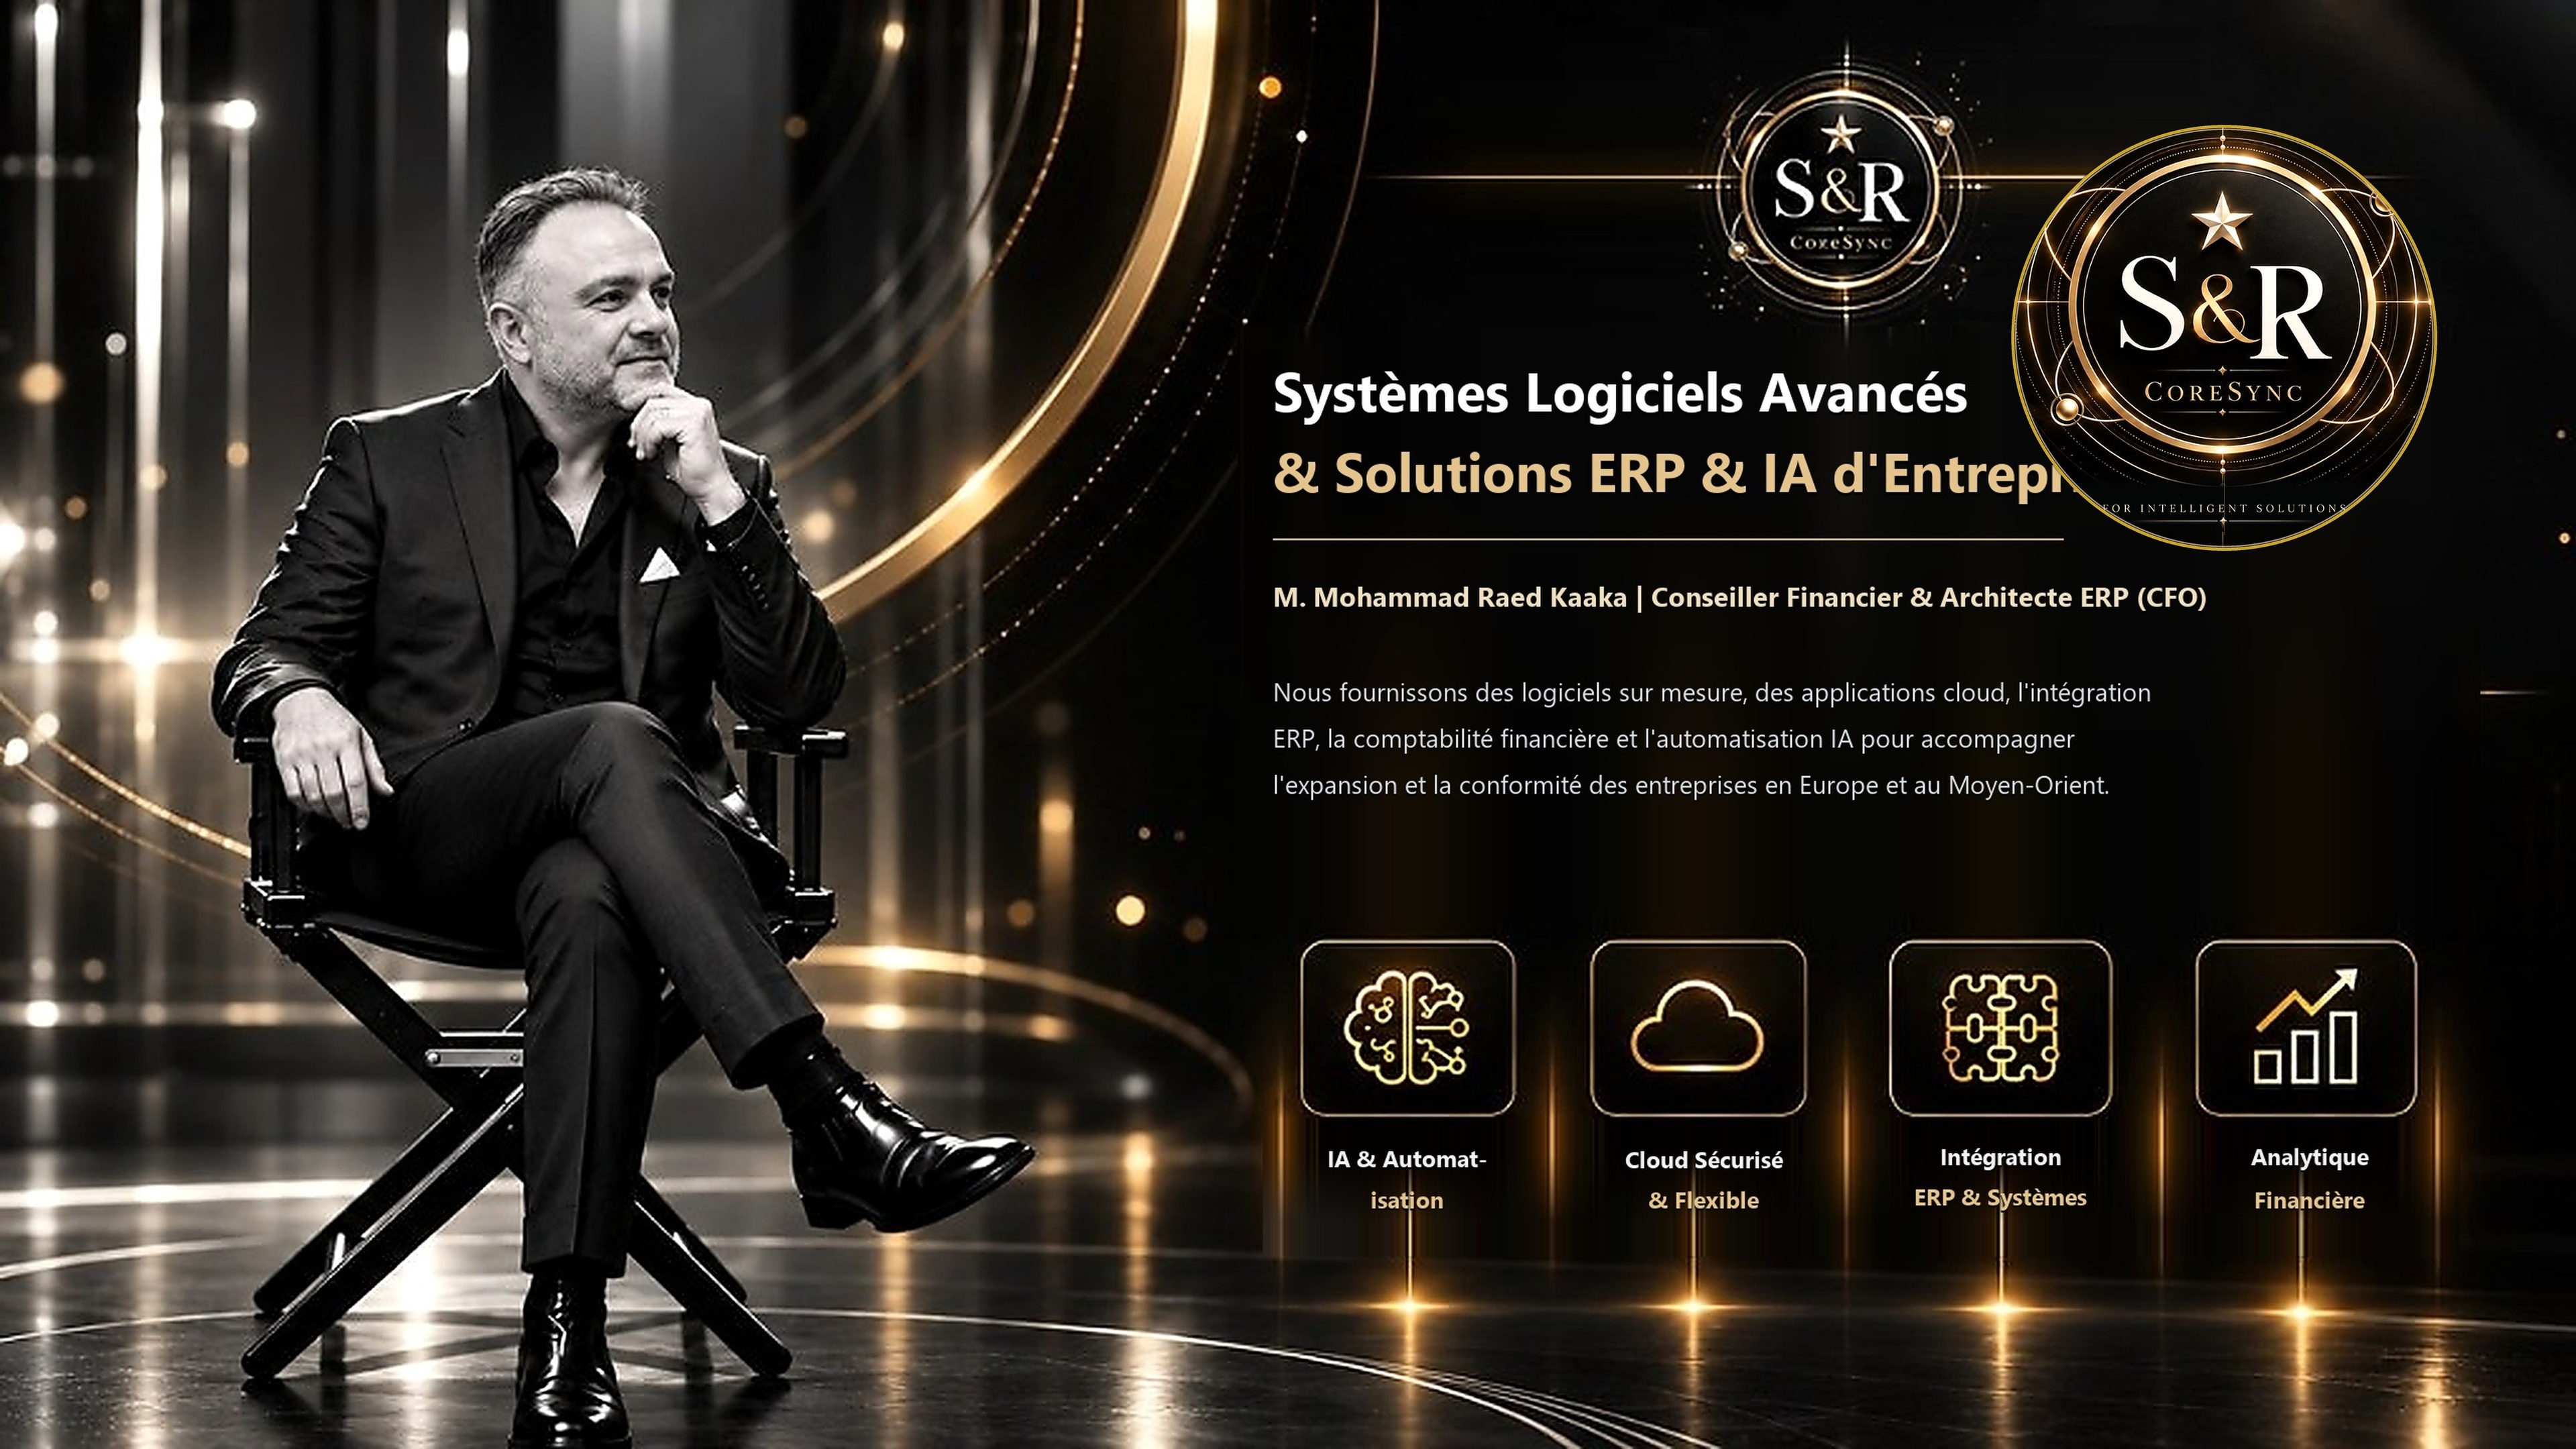 S&R
CoreSync
S&R
CoreSync
FOR INTELLIGENT SOLUTIONS
Systèmes Logiciels Avancés
& Solutions ERP & IA d'Entrepr
M. Mohammad Raed Kaaka | Conseiller Financier & Architecte ERP (CFO)
Nous fournissons des logiciels sur mesure, des applications cloud, l'intégration
ERP, la comptabilité financière et l'automatisation IA pour accompagner
l'expansion et la conformité des entreprises en Europe et au Moyen-Orient.
IA & Automat-
isation
Cloud Sécurisé
& Flexible
Intégration
ERP & Systèmes
Analytique
Financière